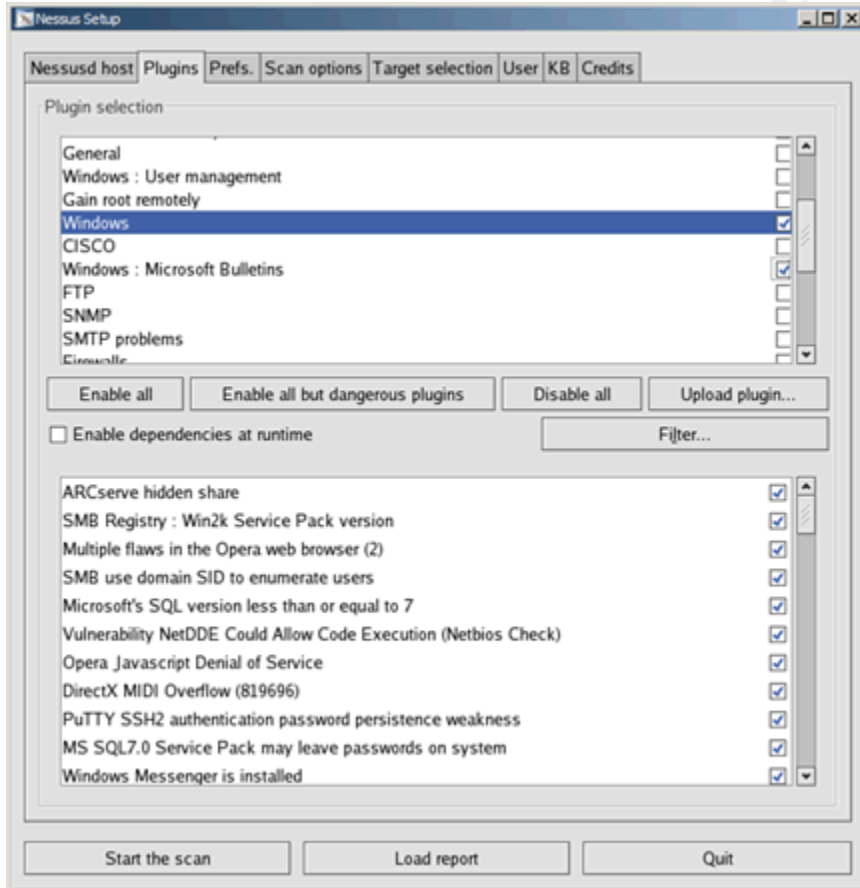 Nessus Setup
Nessusd host Plugins Prefs. Scan options Target selection User KB Credits
Plugin selection
General
Windows : User management
Gain root remotely
Windows
CISCO
Windows : Microsoft Bulletins
FTP
SNMP
SMTP problems
Firewalls
Enable all Enable all but dangerous plugins Disable all Upload plugin...
Enable dependencies at runtime Filter...
ARCserve hidden share
SMB Registry : Win2k Service Pack version
Multiple flaws in the Opera web browser (2)
SMB use domain SID to enumerate users
Microsoft's SQL version less than or equal to 7
Vulnerability NetDDE Could Allow Code Execution (Netbios Check)
Opera Javascript Denial of Service
DirectX MIDI Overflow (819696)
PuTTY SSH2 authentication password persistence weakness
MS SQL7.0 Service Pack may leave passwords on system
Windows Messenger is installed
Start the scan Load report Quit